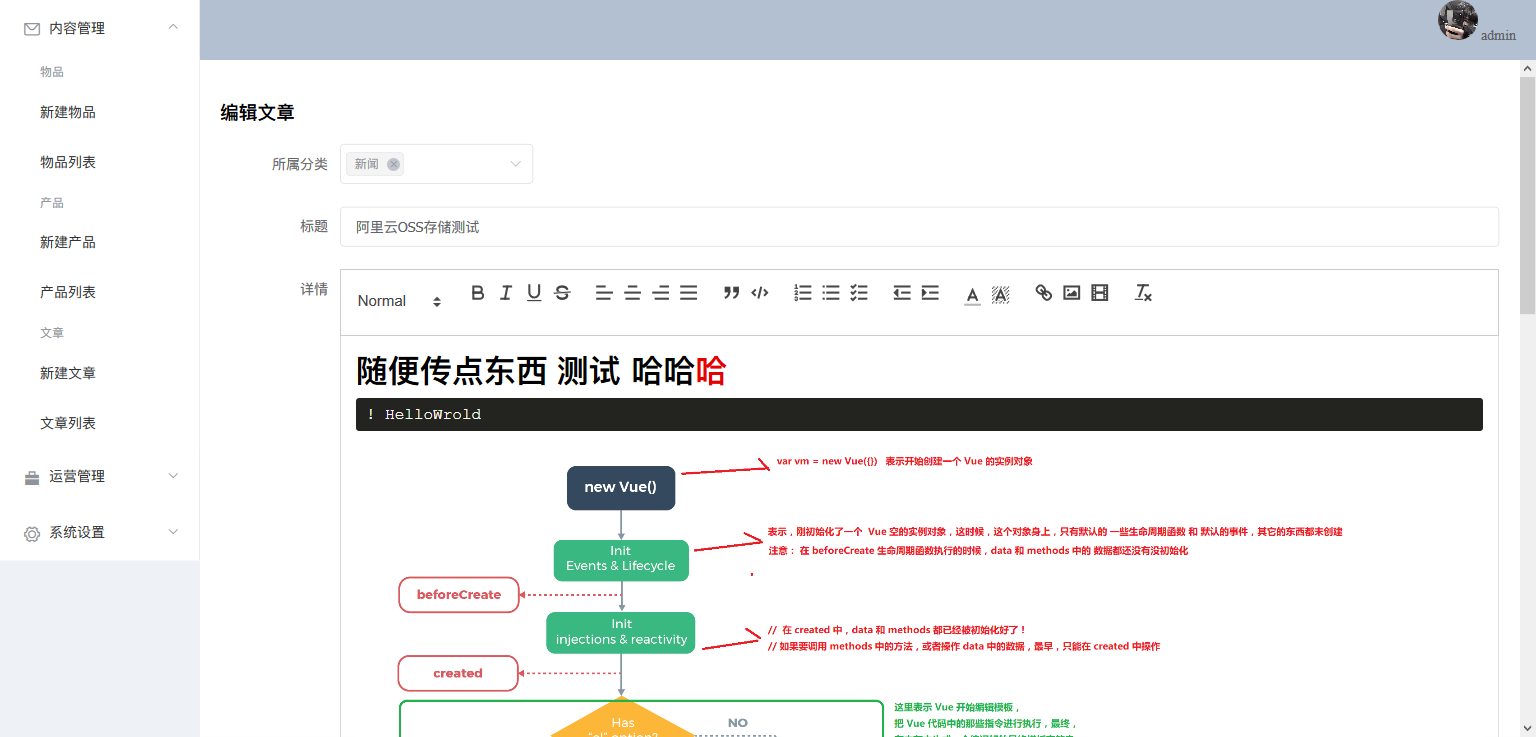 内容管理
物品
新建物品
物品列表
产品
新建产品
产品列表
文章
新建文章
文章列表
运营管理
系统设置
admin
编辑文章
所属分类
新闻
标题
阿里云OSS存储测试
详情
Normal
随便传点东西 测试 哈哈哈
! HelloWrold
new Vue()
var vm = new Vue({}) 表示开始创建一个 Vue 的实例对象
Init
Events & Lifecycle
表示，刚初始化了一个 Vue 空的实例对象，这时候，这个对象身上，只有默认的 一些生命周期函数 和 默认的事件，其它的东西都未创建
注意： 在 beforeCreate 生命周期函数执行的时候，data 和 methods 中的 数据都还没有没初始化
beforeCreate
Init
injections & reactivity
// 在 created 中，data 和 methods 都已经被初始化好了！
// 如果要调用 methods 中的方法，或者操作 data 中的数据，最早，只能在 created 中操作
created
Has
"el" option?
NO
这里表示 Vue 开始编辑模板，
把 Vue 代码中的那些指令进行执行，最终，